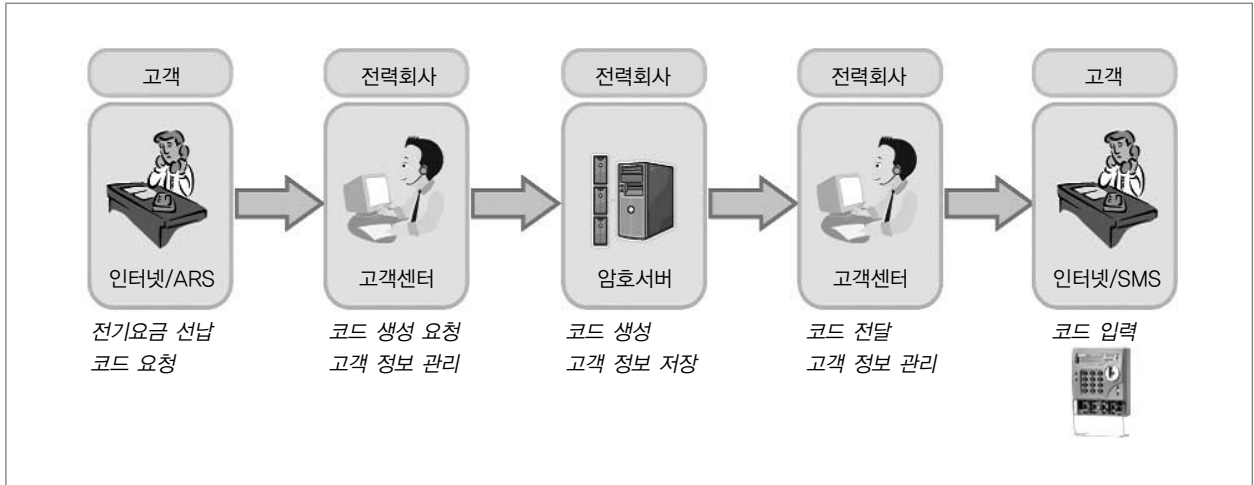 고객
전력회사
전력회사
전력회사
고객
인터넷/ARS
고객센터
암호서버
고객센터
인터넷/SMS
전기요금 선납
코드 요청
코드 생성 요청
고객 정보 관리
코드 생성
고객 정보 저장
코드 전달
고객 정보 관리
코드 입력